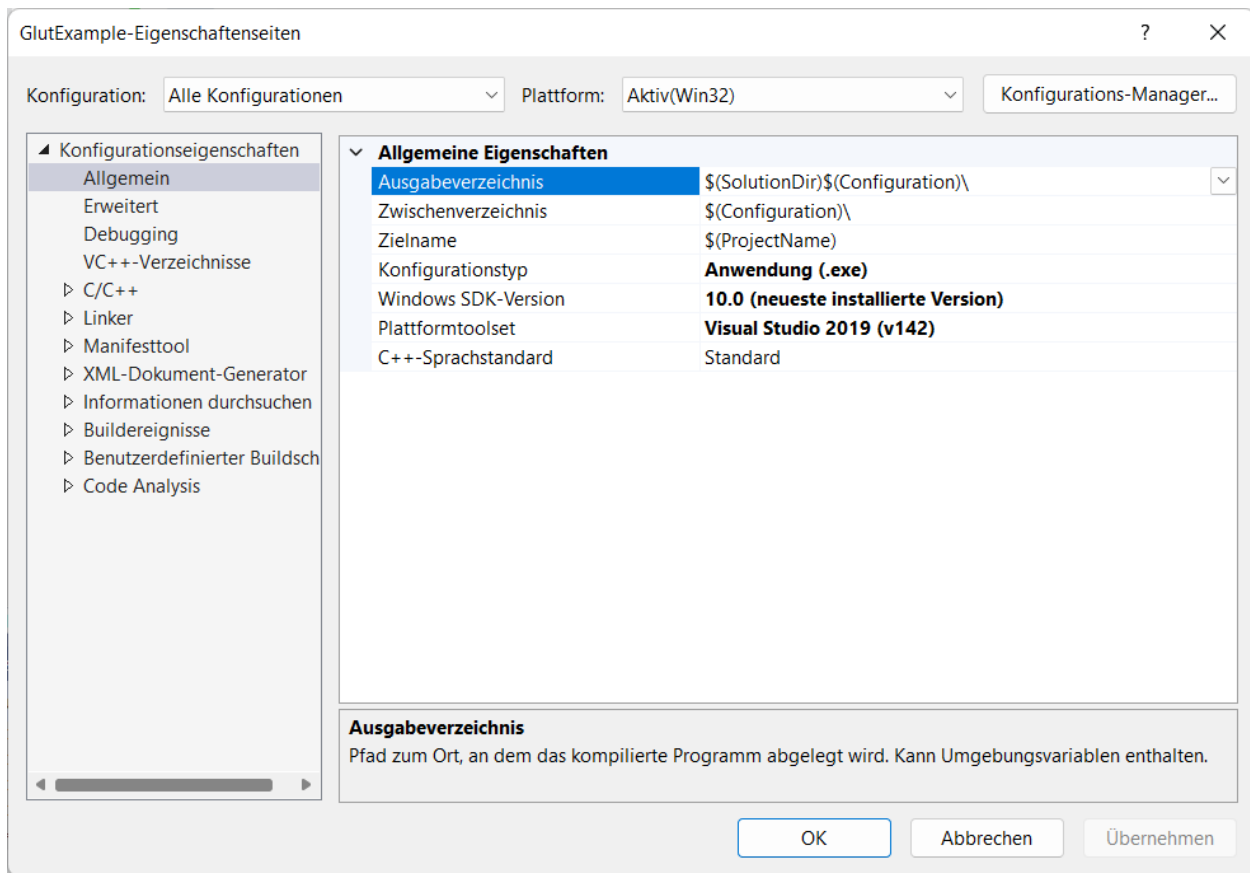 GlutExample-Eigenschaftenseiten
?
Konfiguration: Alle Konfigurationen Plattform: Aktiv(Win32) Konfigurations-Manager...
Konfigurationseigenschaften
Allgemein
Erweitert
Debugging
VC++-Verzeichnisse
C/C++
Linker
Manifesttool
XML-Dokument-Generator
Informationen durchsuchen
Buildereignisse
Benutzerdefinierter Buildsch
Code Analysis
Allgemeine Eigenschaften
Ausgabeverzeichnis $(SolutionDir)$(Configuration)\
Zwischenverzeichnis $(Configuration)\
Zielname $(ProjectName)
Konfigurationstyp Anwendung (.exe)
Windows SDK-Version 10.0 (neueste installierte Version)
Plattformtoolset Visual Studio 2019 (v142)
C++-Sprachstandard Standard
Ausgabeverzeichnis
Pfad zum Ort, an dem das kompilierte Programm abgelegt wird. Kann Umgebungsvariablen enthalten.
OK Abbrechen Übernehmen